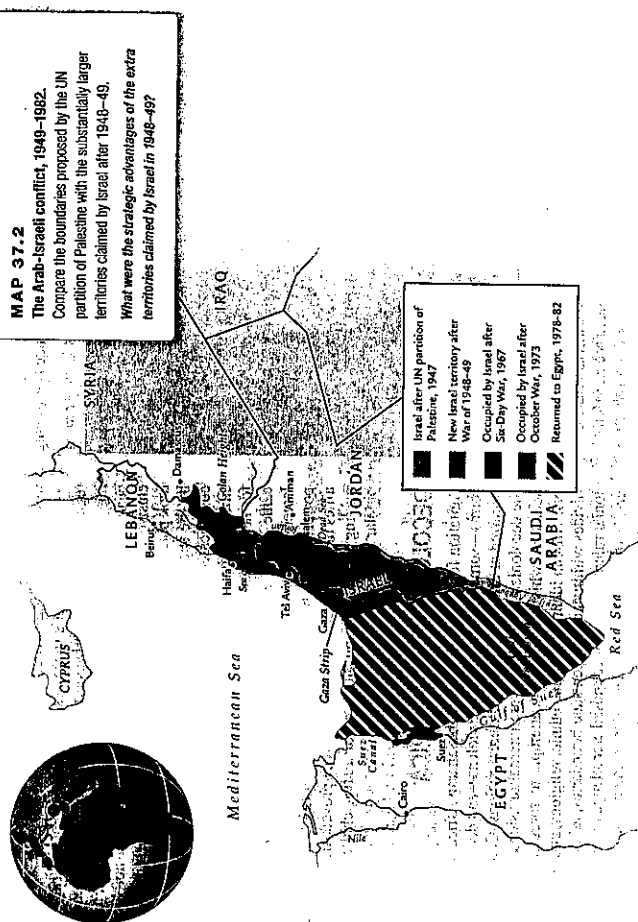 MAP 37.2
The Arab-Israeli conflict, 1949–1982.
Compare the boundaries proposed by the UN
partition of Palestine with the substantially larger
territories claimed by Israel after 1948–49.
What were the strategic advantages of the extra
territories claimed by Israel in 1948–49?
CYPRUS
Mediterranean Sea
SYRIA
LEBANON
Beirut
Golan Heights
IRAQ
Haifa
Tel Aviv
Amman
Gaza
Gaza Strip
ISRAEL
JORDAN
Suez
Canal
Suez
Cairo
Nile
EGYPT
Gulf of Suez
SAUDI
ARABIA
Red Sea
Israel after UN partition of
Palestine, 1947
New Israel territory after
War of 1948–49
Occupied by Israel after
Six-Day War, 1967
Occupied by Israel after
October War, 1973
Returned to Egypt, 1978–82